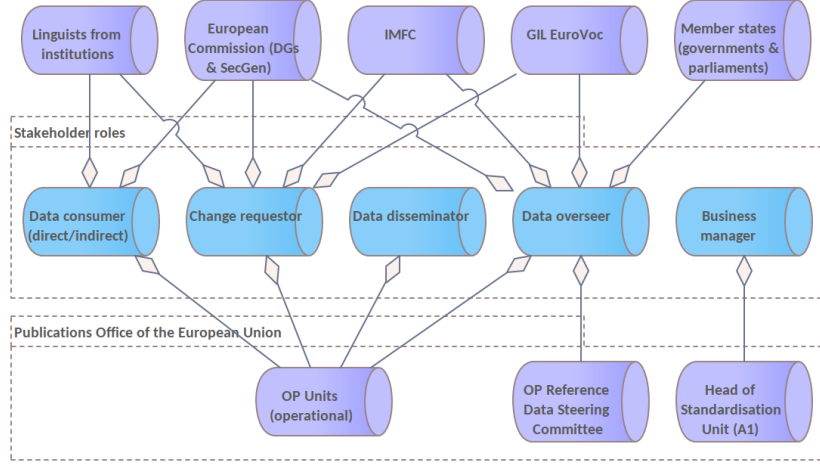 Linguists from
institutions
European
Commission (DGs
& SecGen)
IMFC
GIL EuroVoc
Member states
(governments &
parliaments)
Stakeholder roles
Data consumer
(direct/indirect)
Change requestor
Data disseminator
Data overseer
Business
manager
Publications Office of the European Union
OP Units
(operational)
OP Reference
Data Steering
Committee
Head of
Standardisation
Unit (A1)